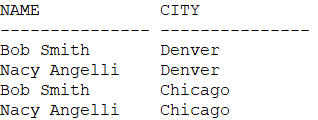 NAME            CITY
--------------- ---------------
Bob Smith       Denver
Nacy Angelli    Denver
Bob Smith       Chicago
Nacy Angelli    Chicago